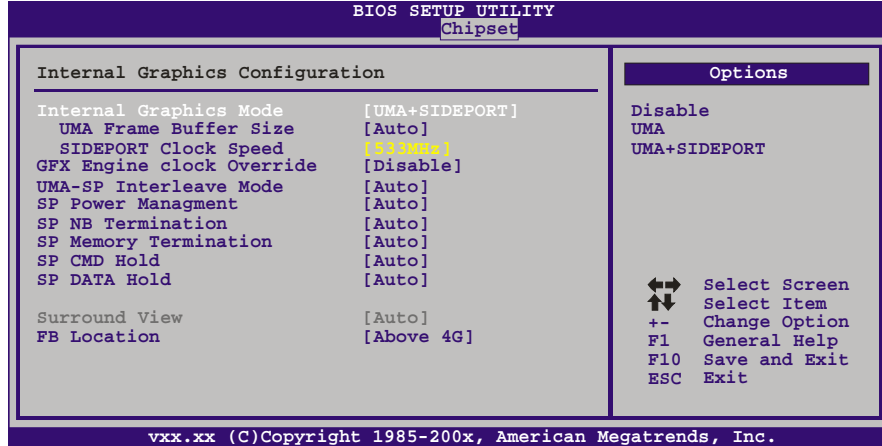 BIOS SETUP UTILITY
Chipset
Internal Graphics Configuration
Internal Graphics Mode [UMA+SIDEPORT]
UMA Frame Buffer Size [Auto]
SIDEPORT Clock Speed [533MHz]
GFX Engine clock Override [Disable]
UMA-SP Interleave Mode [Auto]
SP Power Managment [Auto]
SP NB Termination [Auto]
SP Memory Termination [Auto]
SP CMD Hold [Auto]
SP DATA Hold [Auto]
Surround View [Auto]
FB Location [Above 4G]
Options
Disable
UMA
UMA+SIDEPORT
Select Screen
Select Item
+- Change Option
F1 General Help
F10 Save and Exit
ESC Exit
vxx.xx (C)Copyright 1985-200x, American Megatrends, Inc.